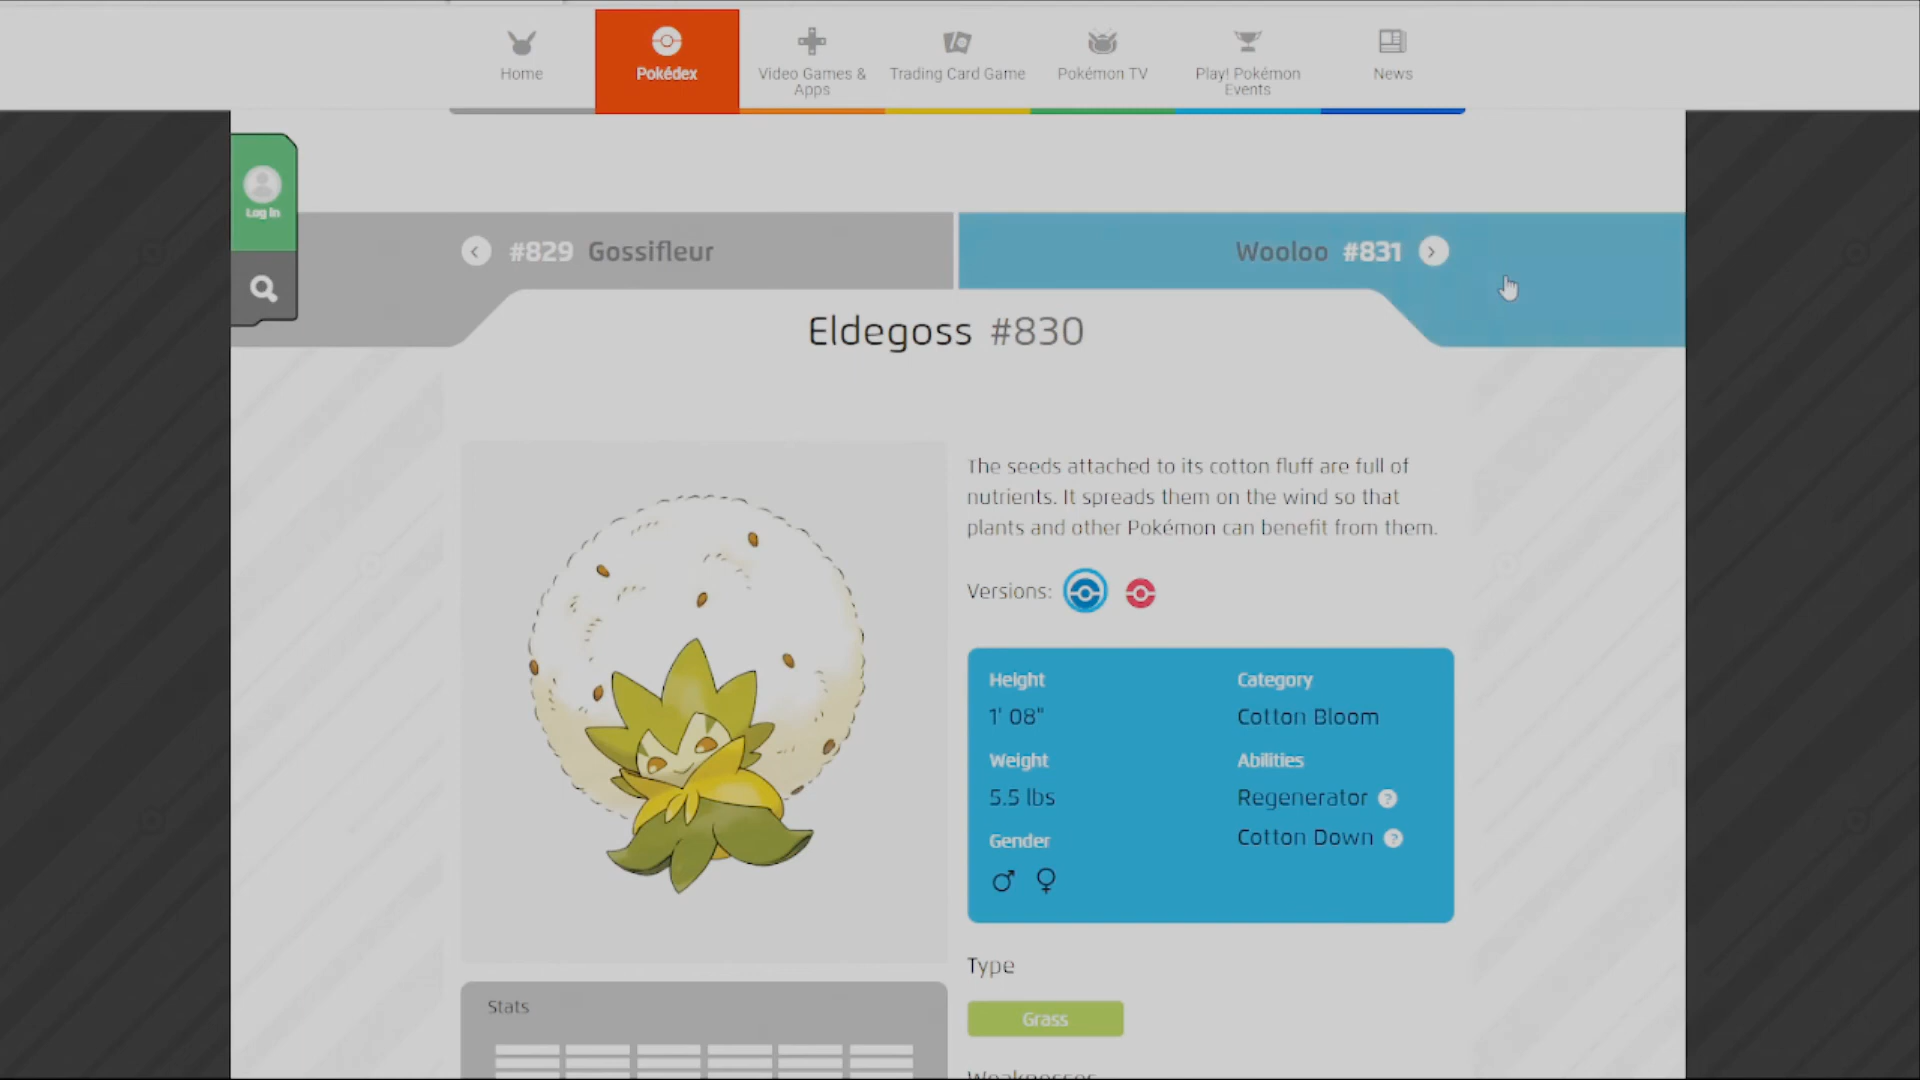 Home
Pokédex
Video Games &
Apps
Trading Card Game
Pokémon TV
Play! Pokémon
Events
News
Log in
#829 Gossifleur
Wooloo #831
Eldegoss #830
The seeds attached to its cotton fluff are full of
nutrients. It spreads them on the wind so that
plants and other Pokémon can benefit from them.
Versions:
Height
1' 08"
Weight
5.5 lbs
Gender
Category
Cotton Bloom
Abilities
Regenerator ?
Cotton Down ?
Type
Grass
Weaknesses
Stats